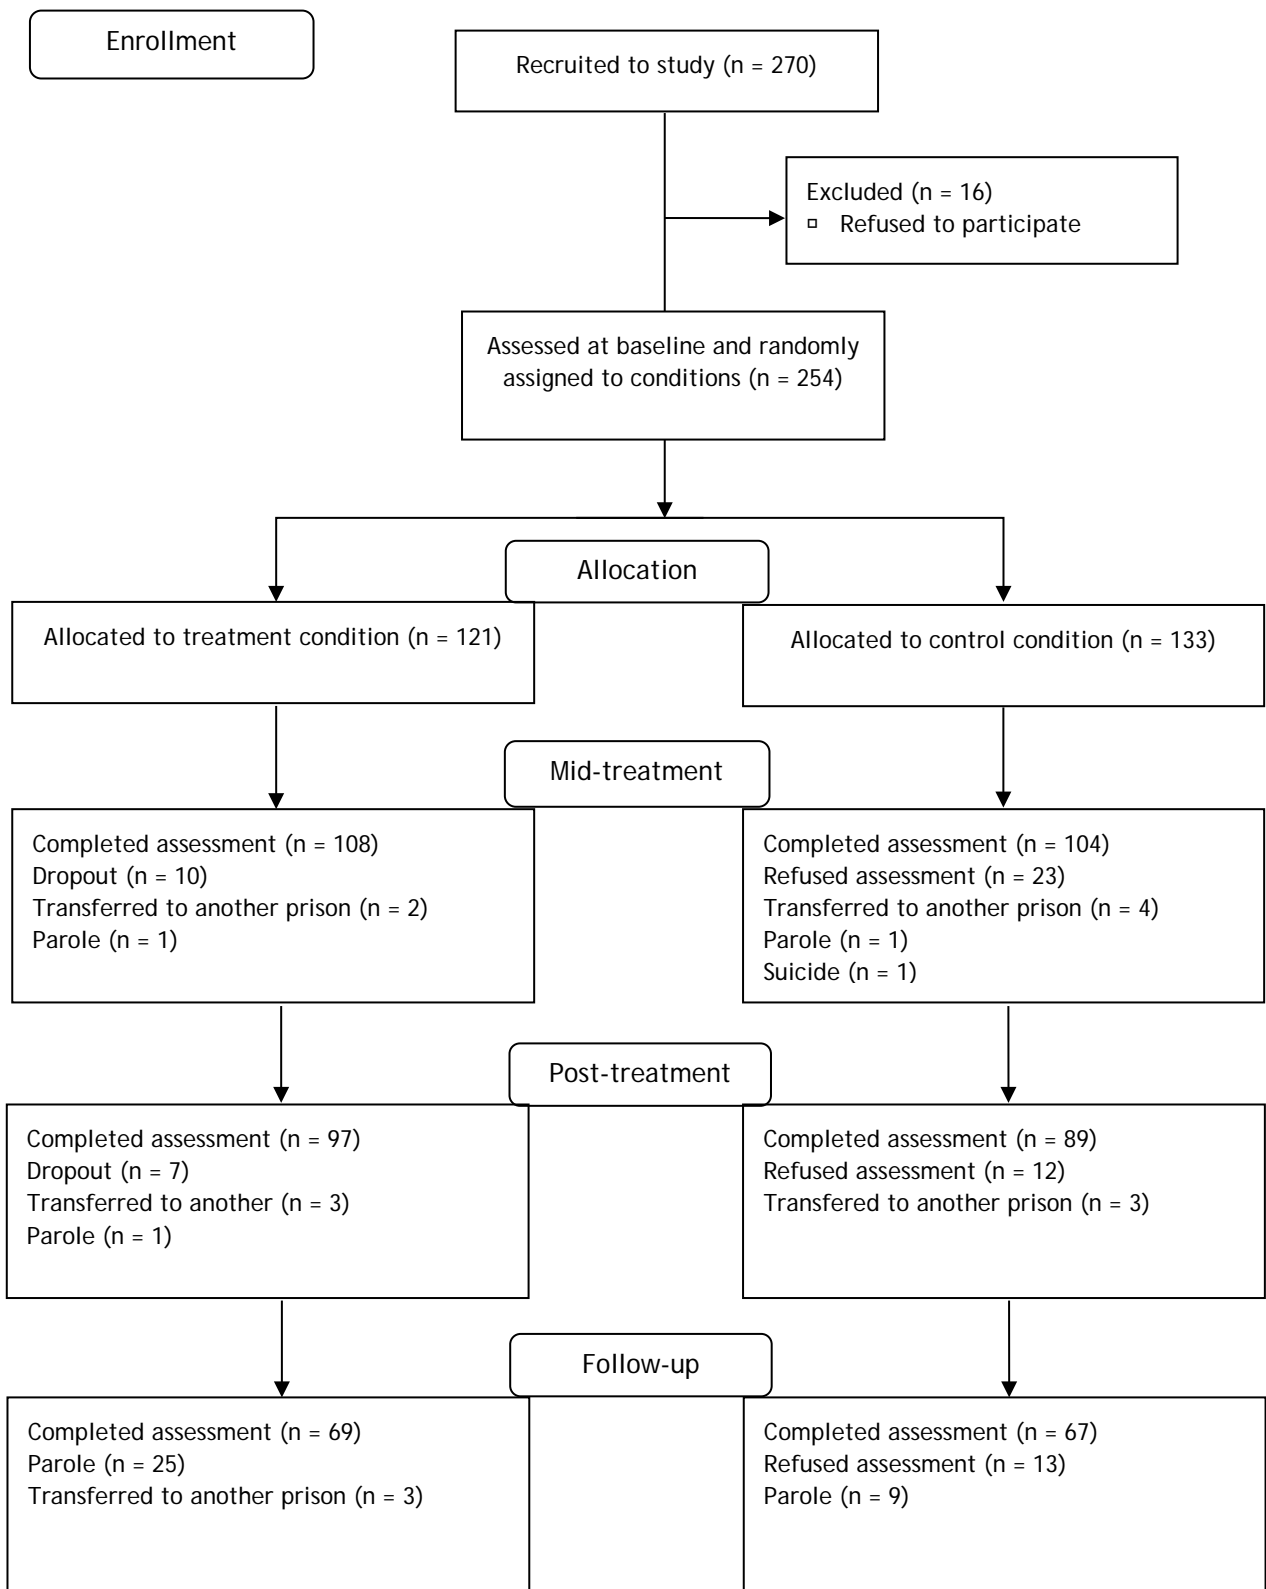 Enrollment
Recruited to study (n = 270)
Excluded (n = 16)
▫ Refused to participate
Assessed at baseline and randomly
assigned to conditions (n = 254)
Allocation
Allocated to treatment condition (n = 121)
Allocated to control condition (n = 133)
Mid-treatment
Completed assessment (n = 108)
Dropout (n = 10)
Transferred to another prison (n = 2)
Parole (n = 1)
Completed assessment (n = 104)
Refused assessment (n = 23)
Transferred to another prison (n = 4)
Parole (n = 1)
Suicide (n = 1)
Post-treatment
Completed assessment (n = 97)
Dropout (n = 7)
Transferred to another (n = 3)
Parole (n = 1)
Completed assessment (n = 89)
Refused assessment (n = 12)
Transfered to another prison (n = 3)
Follow-up
Completed assessment (n = 69)
Parole (n = 25)
Transferred to another prison (n = 3)
Completed assessment (n = 67)
Refused assessment (n = 13)
Parole (n = 9)